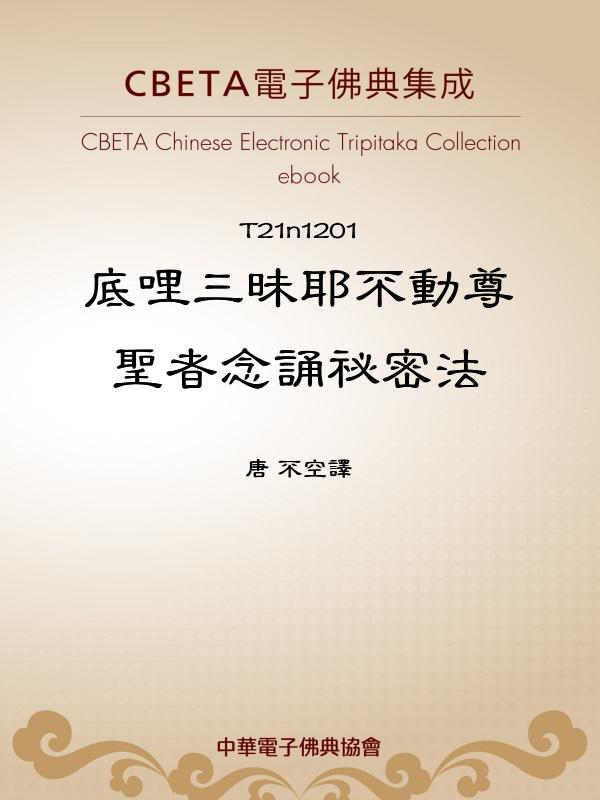 CBETA電子佛典集成
CBETA Chinese Electronic Tripitaka Collection
ebook
T21n1201
底哩三昧耶不動尊
聖者念誦祕密法
唐 不空譯
中華電子佛典協會